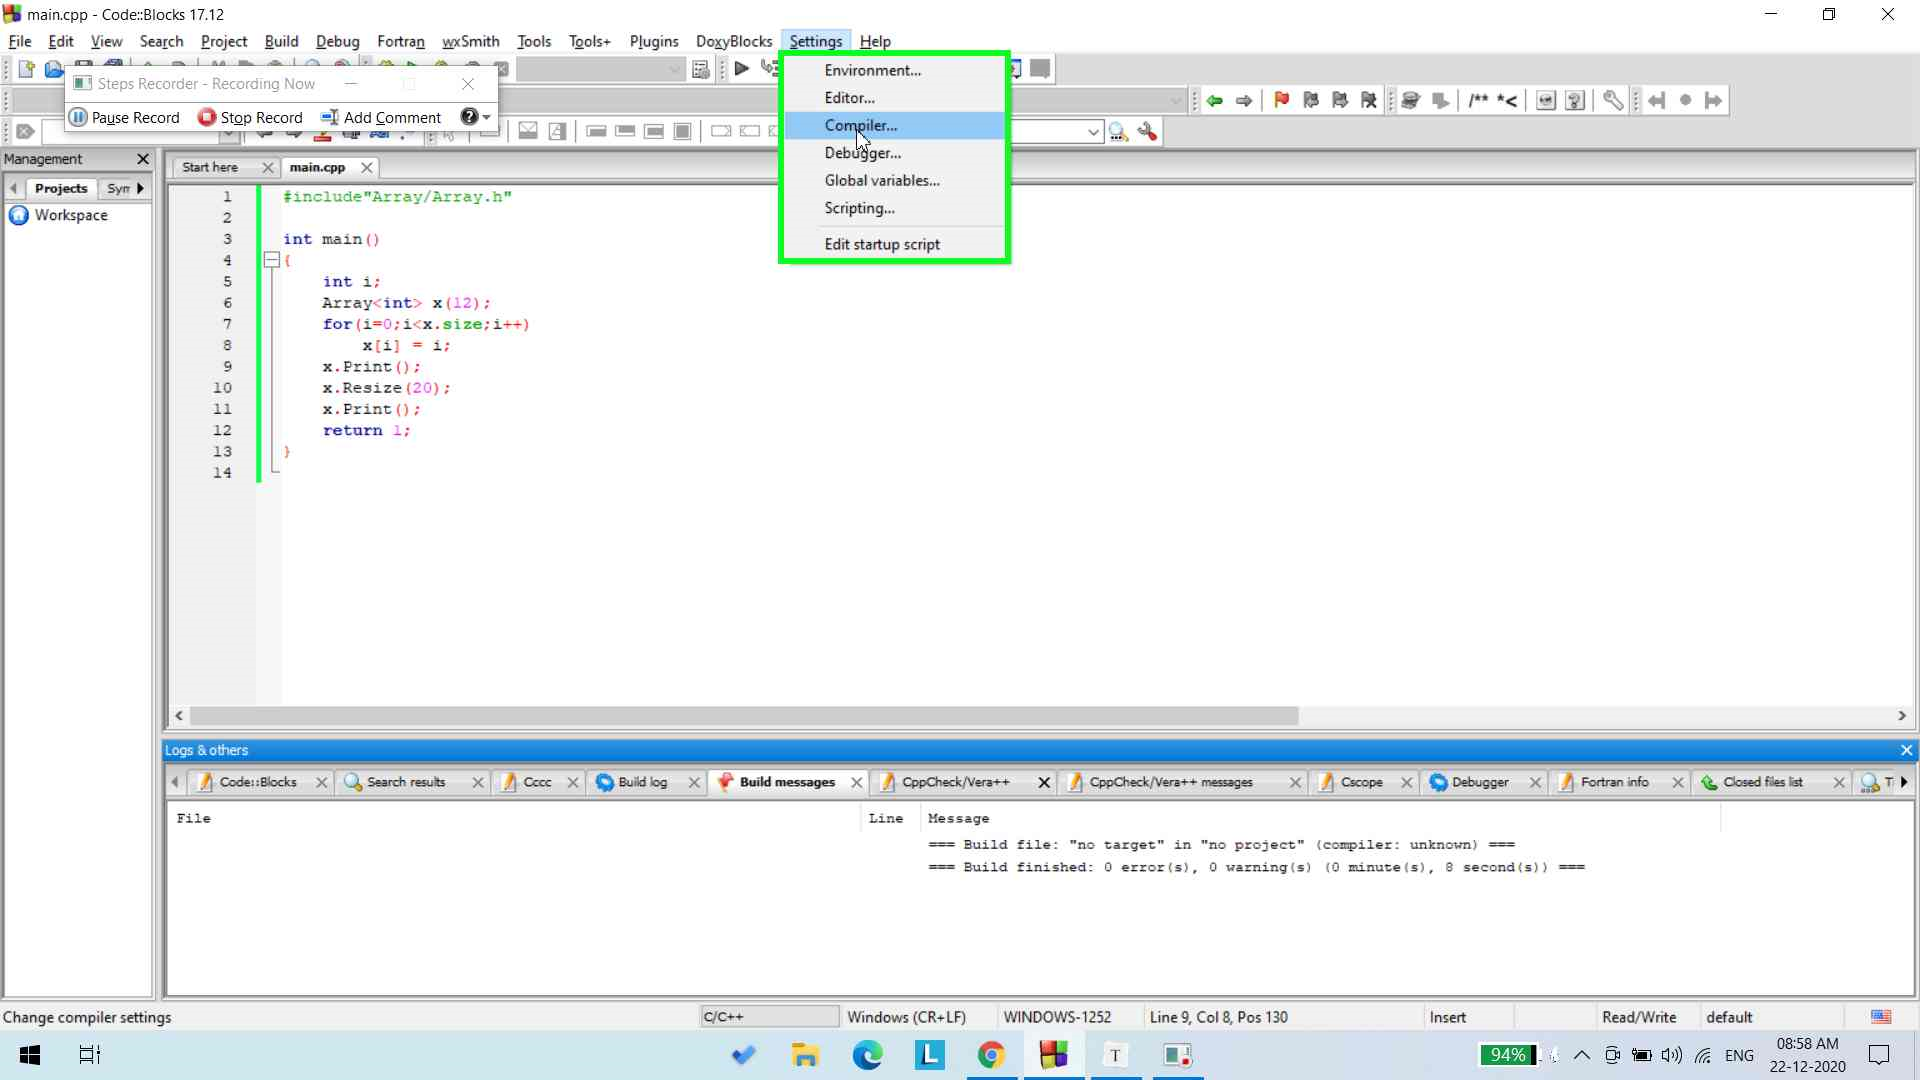 main.cpp - Code::Blocks 17.12
File Edit View Search Project Build Debug Fortran wxSmith Tools Tools+ Plugins DoxyBlocks Settings Help
Steps Recorder - Recording Now
Pause Record Stop Record Add Comment
Environment...
Editor...
Compiler...
Debugger...
Global variables...
Scripting...
Edit startup script
/** *<
Management
Projects
Workspace
Start here main.cpp
1 #include"Array/Array.h"
2
3 int main()
4 {
5 int i;
6 Array<int> x(12);
7 for(i=0;i<x.size;i++)
8 x[i] = i;
9 x.Print();
10 x.Resize(20);
11 x.Print();
12 return 1;
13 }
14
Logs & others
Code::Blocks Search results Cccc Build log Build messages CppCheck/Vera++ CppCheck/Vera++ messages Cscope Debugger Fortran info Closed files list
File Line Message
=== Build file: "no target" in "no project" (compiler: unknown) ===
=== Build finished: 0 error(s), 0 warning(s) (0 minute(s), 8 second(s)) ===
Change compiler settings C/C++ Windows (CR+LF) WINDOWS-1252 Line 9, Col 8, Pos 130 Insert Read/Write default
94% ENG 08:58 AM
22-12-2020